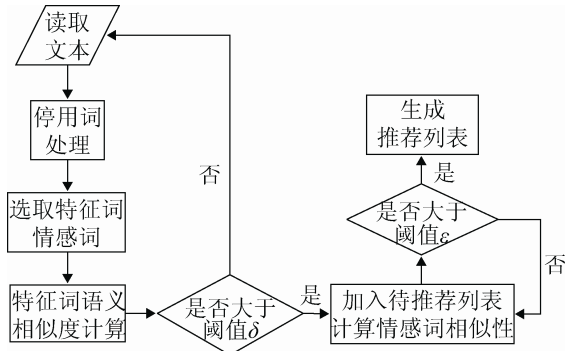 读取
文本
停用词
处理
选取特征词
情感词
特征词语义
相似度计算
是否大于
阈值δ
否
是
加入待推荐列表
计算情感词相似性
是否大于
阈值ε
否
是
生成
推荐列表